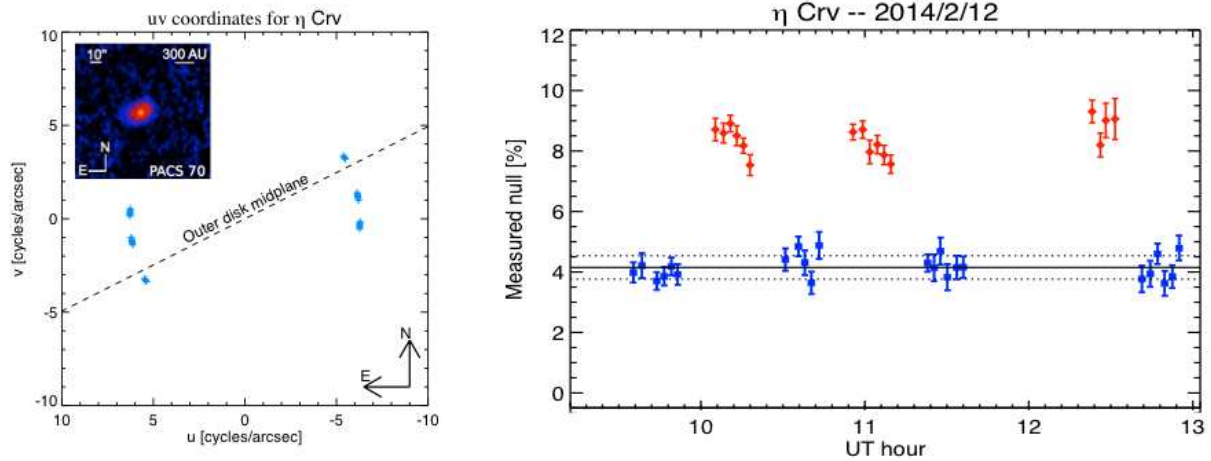 uv coordinates for η Crv
10
5
0
-5
-10
v [cycles/arcsec]
10"
300 AU
N
E
PACS 70
Outer disk midplane
N
E
10
5
0
-5
-10
u [cycles/arcsec]
η Crv -- 2014/2/12
12
10
8
6
4
2
0
Measured null [%]
10
11
12
13
UT hour